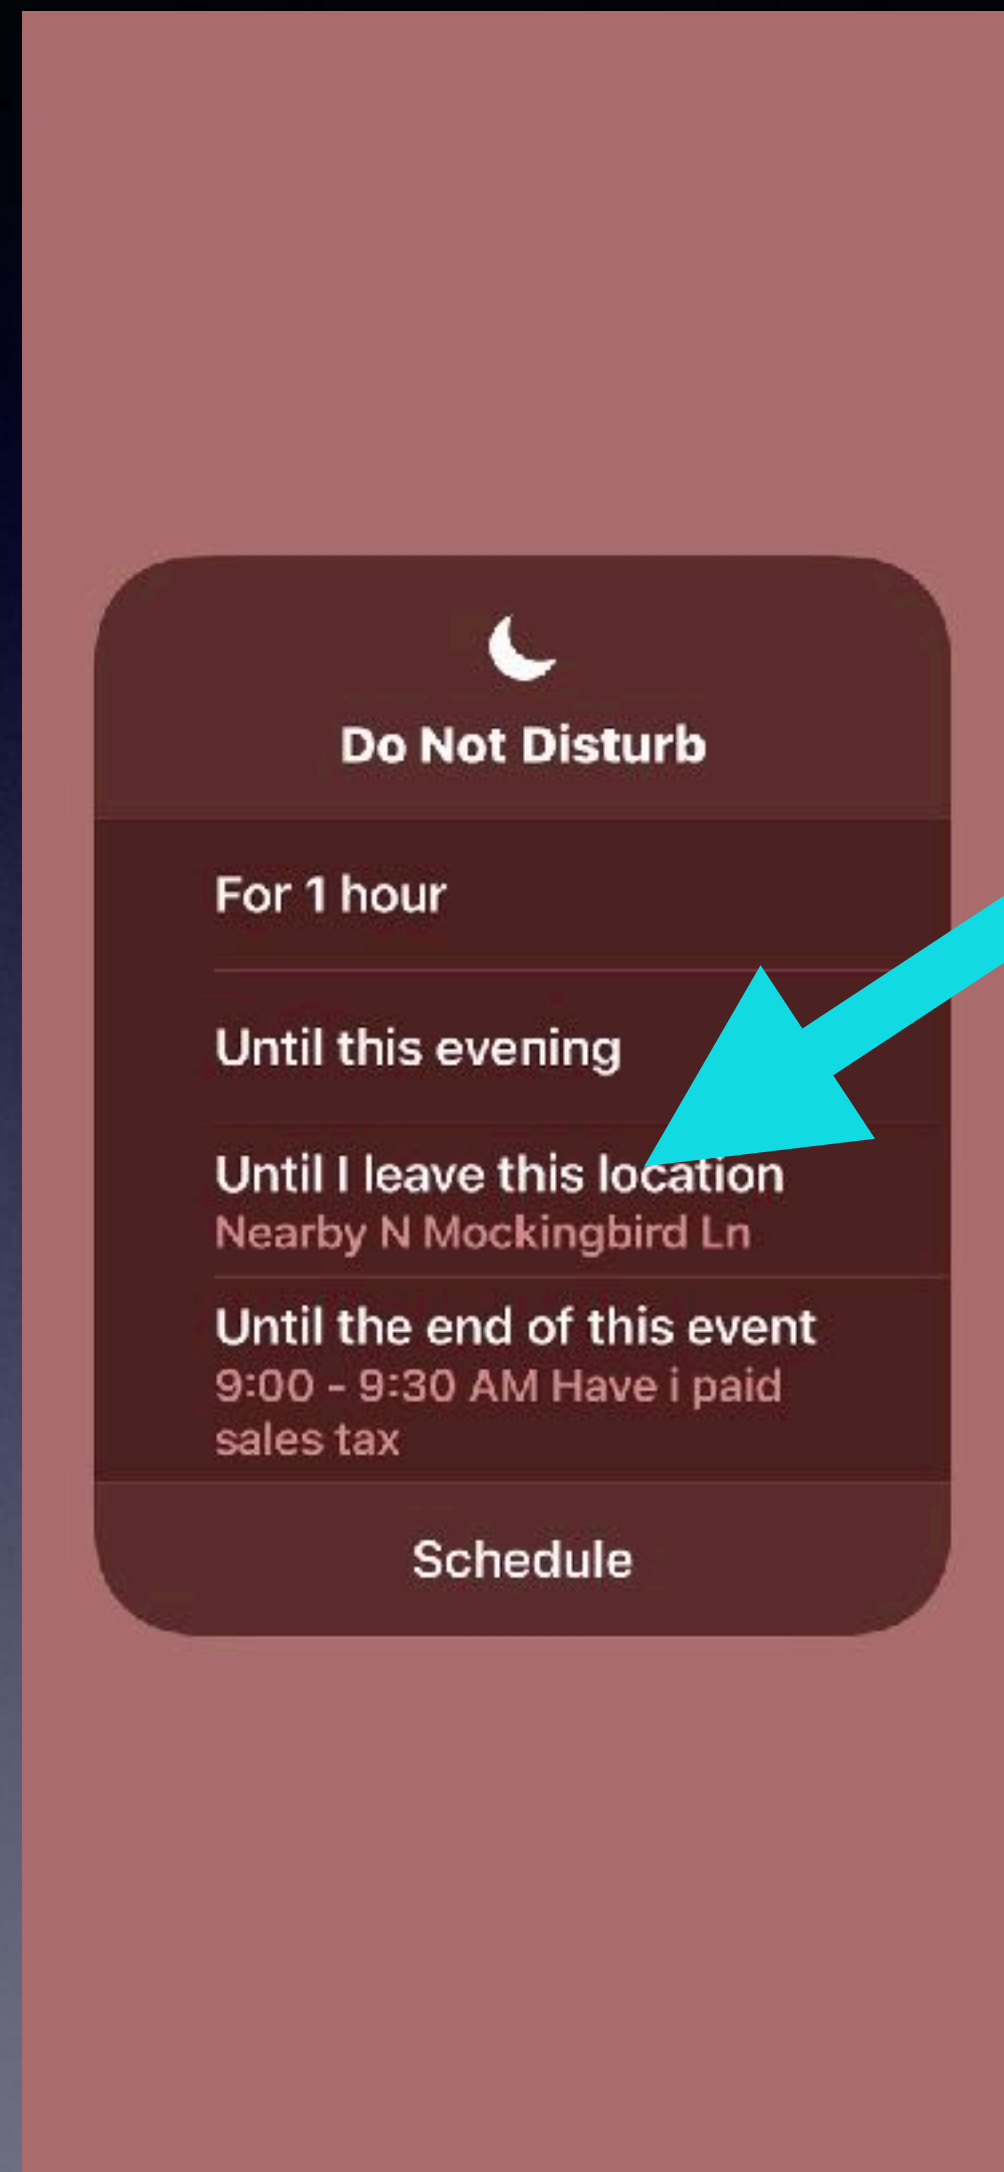 Do Not Disturb
For 1 hour
Until this evening
Until I leave this location
Nearby N Mockingbird Ln
Until the end of this event
9:00 - 9:30 AM Have i paid
sales tax
Schedule